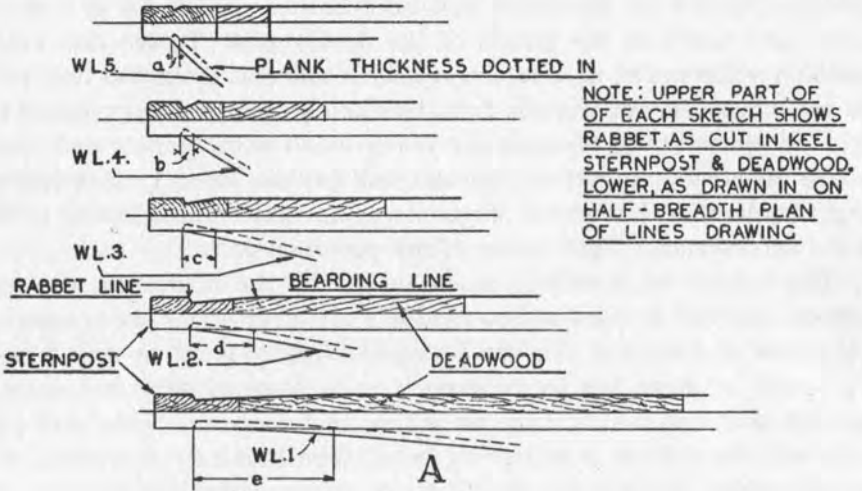 WL.5.
a
PLANK THICKNESS DOTTED IN
NOTE: UPPER PART OF
OF EACH SKETCH SHOWS
RABBET AS CUT IN KEEL,
STERNPOST & DEADWOOD,
LOWER, AS DRAWN IN ON
HALF-BREADTH PLAN
OF LINES DRAWING
WL.4.
b
WL.3.
c
RABBET LINE
BEARDING LINE
STERNPOST
WL.2.
d
DEADWOOD
WL.1
e
A